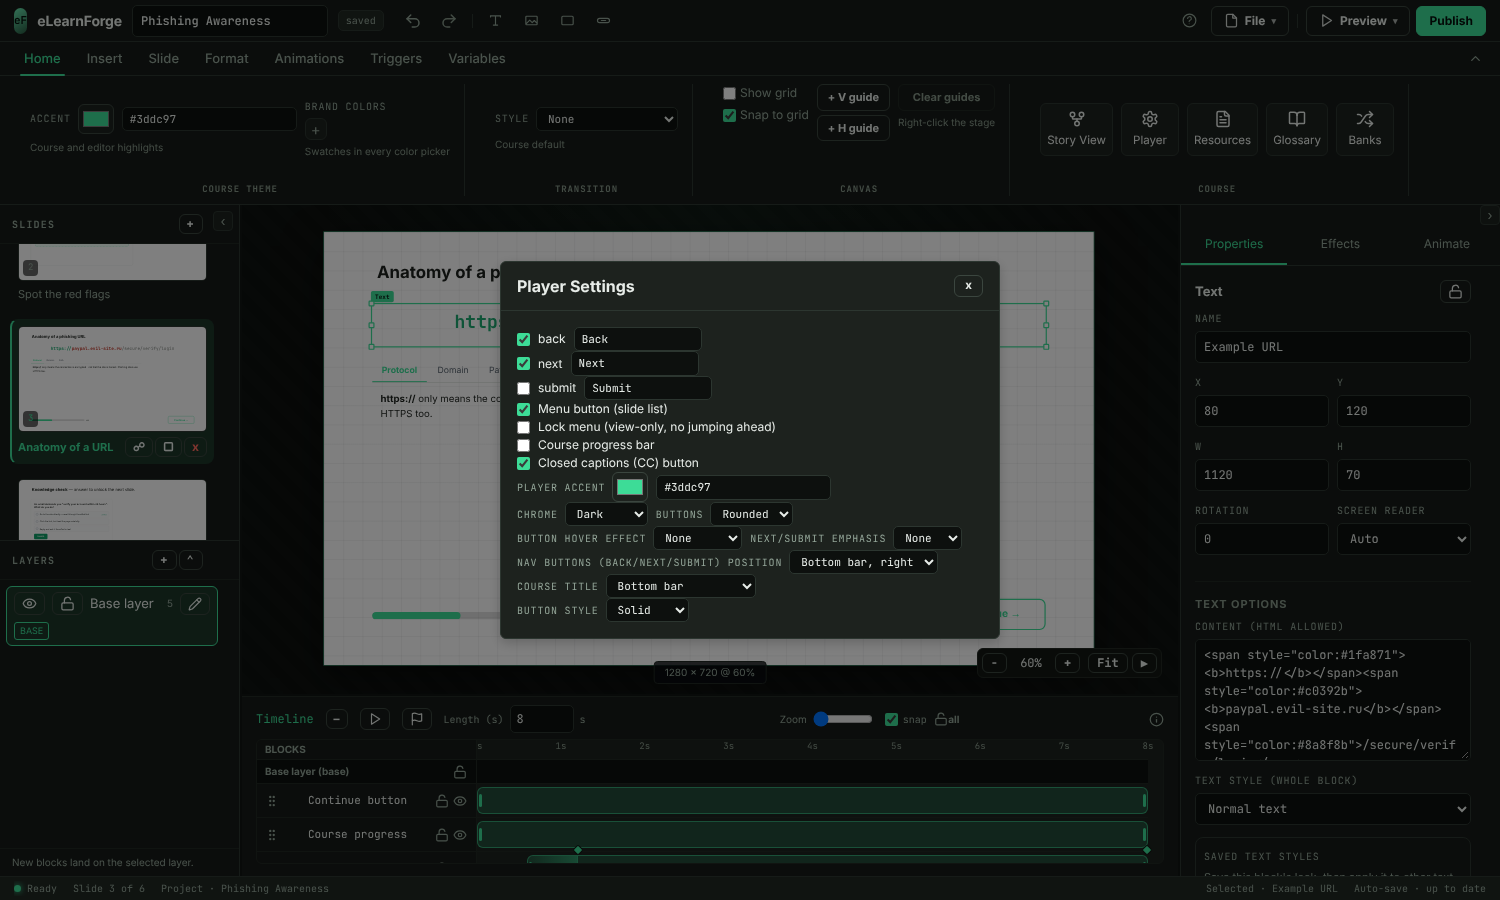 eF eLearnForge
Phishing Awareness
saved
File
Preview
Publish
Home
Insert
Slide
Format
Animations
Triggers
Variables
ACCENT
#3ddc97
Course and editor highlights
BRAND COLORS
+
Swatches in every color picker
COURSE THEME
STYLE
None
Course default
TRANSITION
Show grid
Snap to grid
+ V guide
+ H guide
Clear guides
Right-click the stage
CANVAS
Story View
Player
Resources
Glossary
Banks
COURSE
SLIDES
+
Spot the red flags
Anatomy of a phishing URL
Anatomy of a URL
x
LAYERS
+
Base layer
5
BASE
New blocks land on the selected layer.
Anatomy of a p
Text
https
Protocol
Domain
Pa
https:// only means the co
HTTPS too.
Player Settings
x
back
Back
next
Next
submit
Submit
Menu button (slide list)
Lock menu (view-only, no jumping ahead)
Course progress bar
Closed captions (CC) button
PLAYER ACCENT
#3ddc97
CHROME
Dark
BUTTONS
Rounded
BUTTON HOVER EFFECT
None
NEXT/SUBMIT EMPHASIS
None
NAV BUTTONS (BACK/NEXT/SUBMIT) POSITION
Bottom bar, right
COURSE TITLE
Bottom bar
BUTTON STYLE
Solid
1280 × 720 @ 60%
-
60%
+
Fit
Timeline
Length (s)
8
s
Zoom
snap
all
BLOCKS
s
1s
2s
3s
4s
5s
6s
7s
8s
Base layer (base)
Continue button
Course progress
Properties
Effects
Animate
Text
NAME
Example URL
X
Y
80
120
W
H
1120
70
ROTATION
SCREEN READER
0
Auto
TEXT OPTIONS
CONTENT (HTML ALLOWED)
<span style="color:#1fa871">
<b>https://</b></span><span
style="color:#c0392b">
<b>paypal.evil-site.ru</b></span>
<span
style="color:#8a8f8b">/secure/verif
TEXT STYLE (WHOLE BLOCK)
Normal text
SAVED TEXT STYLES
Ready
Slide 3 of 6
Project · Phishing Awareness
Selected · Example URL
Auto-save · up to date